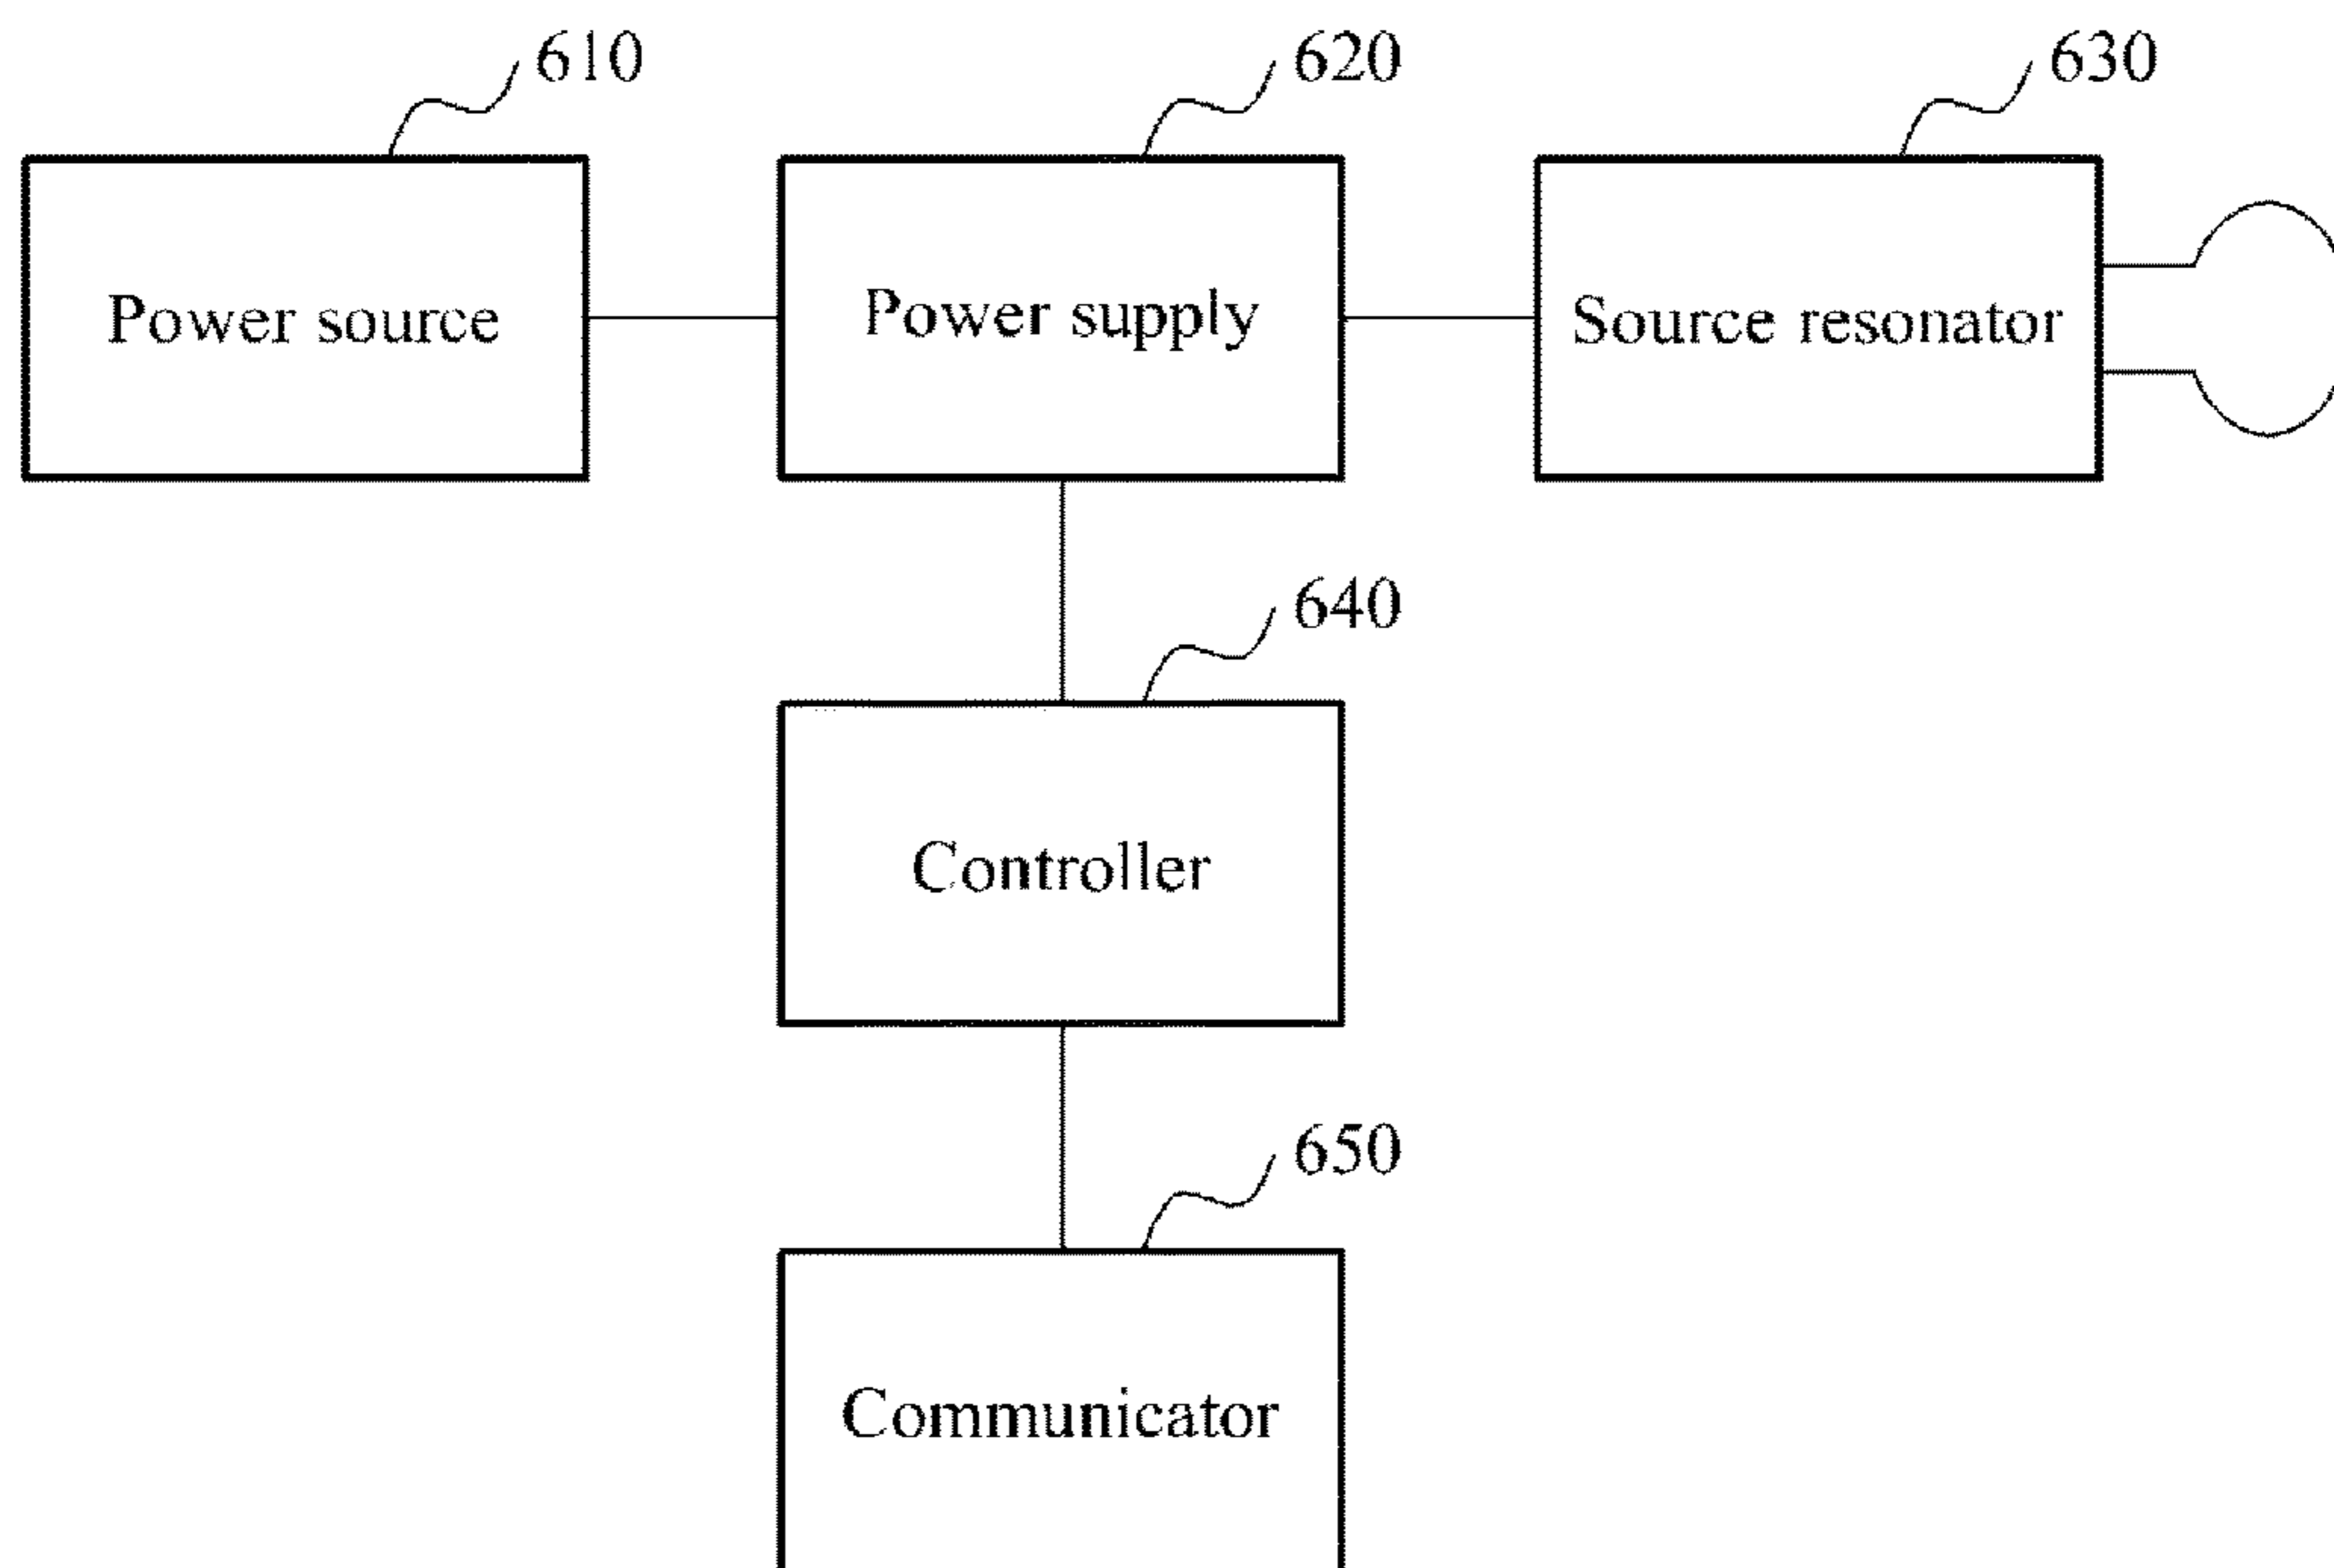 610
620
630
Power source
Power supply
Source resonator
640
Controller
650
Communicator